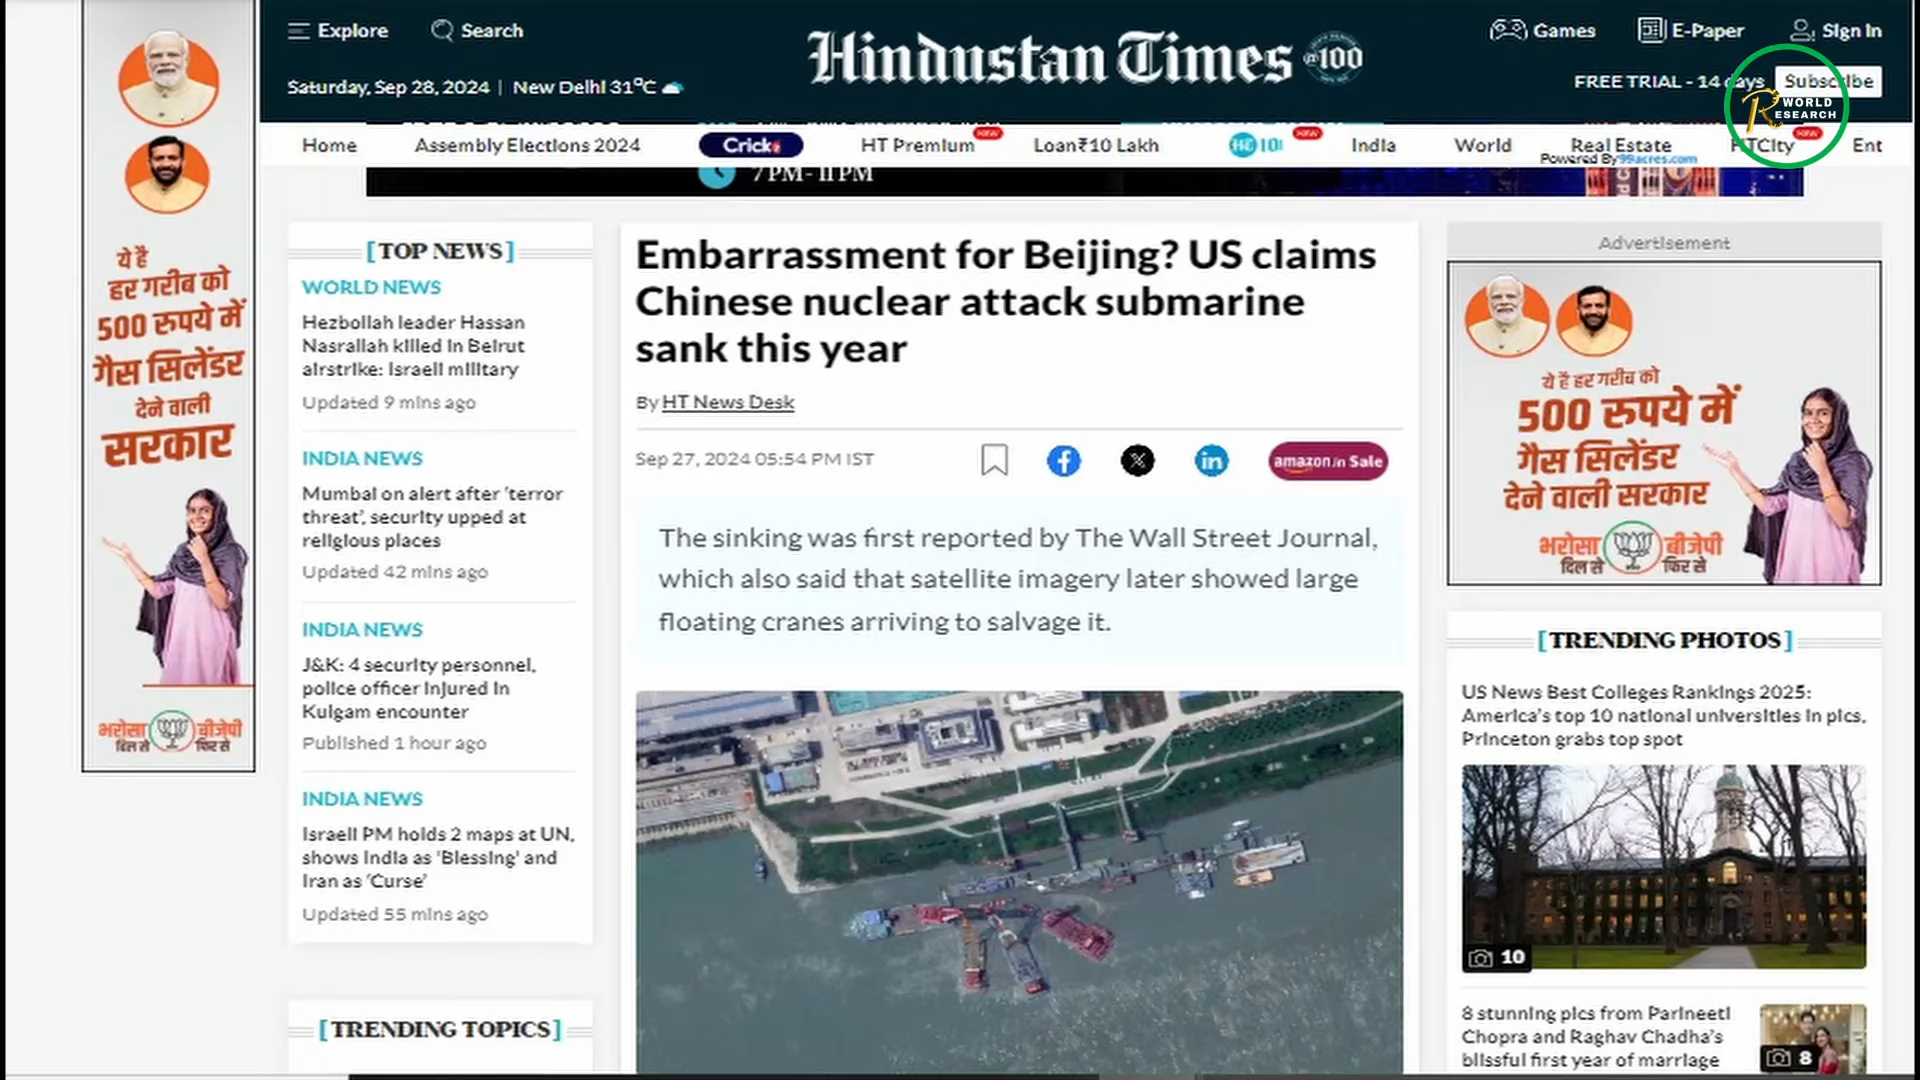 Explore
Search
Hindustan Times
@100
Games
E-Paper
Sign in
Saturday, Sep 28, 2024 | New Delhi 31°C
FREE TRIAL - 14 days
Subscribe
WORLD
RESEARCH
Home
Assembly Elections 2024
HT Premium
NEW
Loan₹10 Lakh
NEW
India
World
Real Estate
HTCity
NEW
Ent
Powered By 99acres.com
7 PM - 11 PM
ये है
हर गरीब को
500 रुपये में
गैस सिलेंडर
देने वाली
सरकार
भरोसा बीजेपी
दिल से फिर से
[TOP NEWS]
WORLD NEWS
Hezbollah leader Hassan
Nasrallah killed in Beirut
airstrike: Israeli military
Updated 9 mins ago
INDIA NEWS
Mumbai on alert after 'terror
threat', security upped at
religious places
Updated 42 mins ago
INDIA NEWS
J&K: 4 security personnel,
police officer injured in
Kulgam encounter
Published 1 hour ago
INDIA NEWS
Israeli PM holds 2 maps at UN,
shows India as 'Blessing' and
Iran as 'Curse'
Updated 55 mins ago
[TRENDING TOPICS]
Embarrassment for Beijing? US claims
Chinese nuclear attack submarine
sank this year
By HT News Desk
Sep 27, 2024 05:54 PM IST
amazon.in Sale
The sinking was first reported by The Wall Street Journal,
which also said that satellite imagery later showed large
floating cranes arriving to salvage it.
Advertisement
ये है हर गरीब को
500 रुपये में
गैस सिलेंडर
देने वाली सरकार
भरोसा बीजेपी
दिल से फिर से
[TRENDING PHOTOS]
US News Best Colleges Rankings 2025:
America's top 10 national universities in pics,
Princeton grabs top spot
10
8 stunning pics from Parineeti
Chopra and Raghav Chadha's
blissful first year of marriage
8